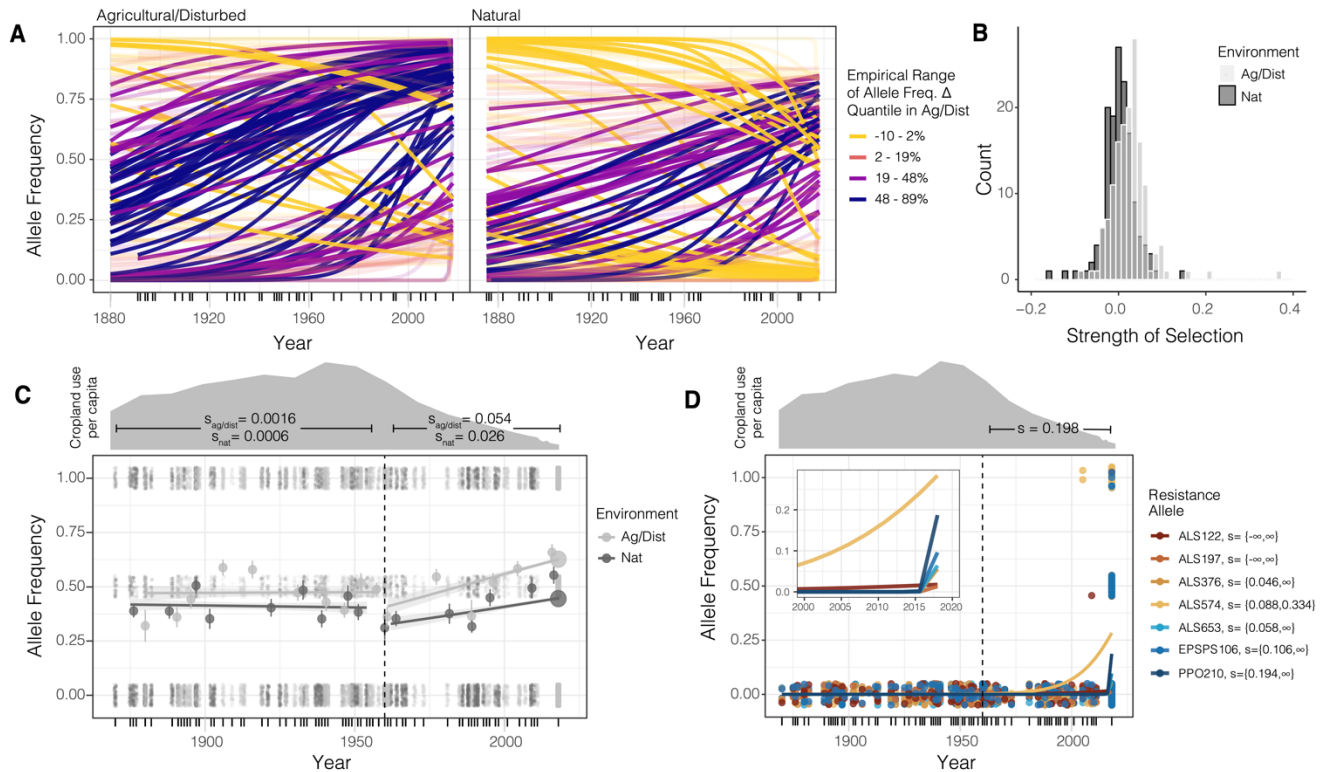 A
Agricultural/Disturbed
Natural
Allele Frequency
1.00
0.75
0.50
0.25
0.00
1880
1920
1960
2000
1880
1920
1960
2000
Year
Year
Empirical Range
of Allele Freq. Δ
Quantile in Ag/Dist
-10 - 2%
2 - 19%
19 - 48%
48 - 89%
B
Count
20
10
0
−0.2
0.0
0.2
0.4
Strength of Selection
Environment
Ag/Dist
Nat
C
Cropland use
per capita
s ag/dist = 0.0016
s nat = 0.0006
s ag/dist = 0.054
s nat = 0.026
Allele Frequency
1.00
0.75
0.50
0.25
0.00
1900
1950
2000
Year
Environment
Ag/Dist
Nat
D
Cropland use
per capita
s = 0.198
Allele Frequency
1.00
0.75
0.50
0.25
0.00
0.2
0.1
0.0
2000
2005
2010
2015
2020
1900
1950
2000
Year
Resistance
Allele
ALS122, s= {-∞,∞}
ALS197, s= {-∞,∞}
ALS376, s= {0.046,∞}
ALS574, s= {0.088,0.334}
ALS653, s= {0.058,∞}
EPSPS106, s={0.106,∞}
PPO210, s={0.194,∞}